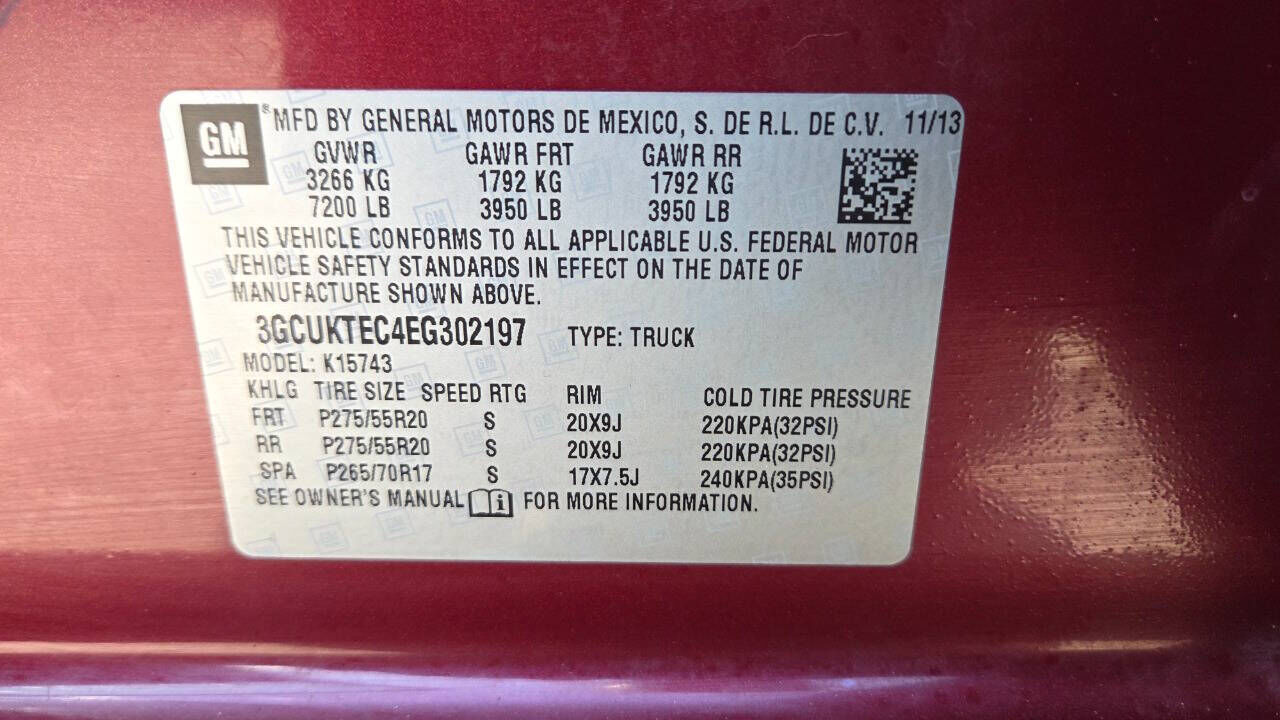 GM ® MFD BY GENERAL MOTORS DE MEXICO, S. DE R.L. DE C.V. 11/13
GVWR GAWR FRT GAWR RR
3266 KG 1792 KG 1792 KG
7200 LB 3950 LB 3950 LB
THIS VEHICLE CONFORMS TO ALL APPLICABLE U.S. FEDERAL MOTOR
VEHICLE SAFETY STANDARDS IN EFFECT ON THE DATE OF
MANUFACTURE SHOWN ABOVE.
3GCUKTEC4EG302197 TYPE: TRUCK
MODEL: K15743
KHLG TIRE SIZE SPEED RTG RIM COLD TIRE PRESSURE
FRT P275/55R20 S 20X9J 220KPA(32PSI)
RR P275/55R20 S 20X9J 220KPA(32PSI)
SPA P265/70R17 S 17X7.5J 240KPA(35PSI)
SEE OWNER'S MANUAL i FOR MORE INFORMATION.